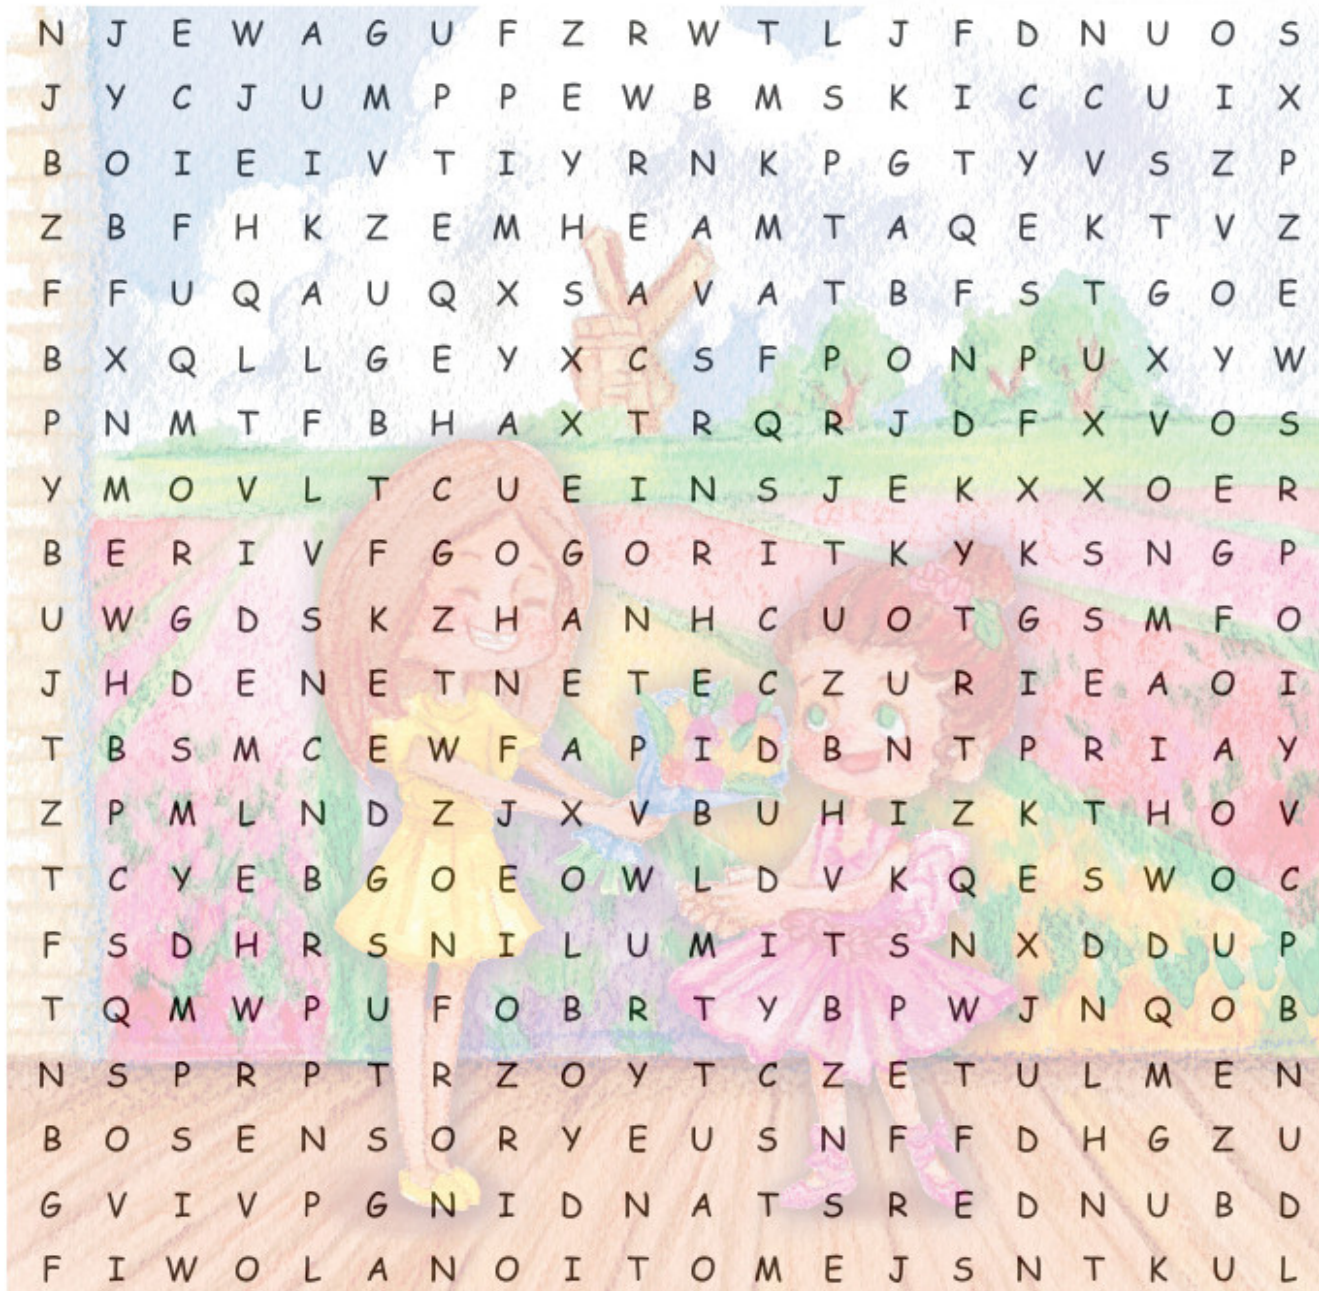 N J E W A G U F Z R W T L J F D N U O S
J Y C J U M P P E W B M S K I C C U I X
B O I E I V T I Y R N K P G T Y V S Z P
Z B F H K Z E M H E A M T A Q E K T V Z
F F U Q A U Q X S A V A T B F S T G O E
B X Q L L G E Y X C S F P O N P U X Y W
P N M T F B H A X T R Q R J D F X V O S
Y M O V L T C U E I N S J E K X X O E R
B E R I V F G O G O R I T K Y K S N G P
U W G D S K Z H A N H C U O T G S M F O
J H D E N E T N E T E C Z U R I E A O I
T B S M C E W F A P I D B N T P R I A Y
Z P M L N D Z J X V B U H I Z K T H O V
T C Y E B G O E O W L D V K Q E S W O C
F S D H R S N I L U M I T S N X D D U P
T Q M W P U F O B R T Y B P W J N Q O B
N S P R P T R Z O Y T C Z E T U L M E N
B O S E N S O R Y E U S N F F D H G Z U
G V I V P G N I D N A T S R E D N U B D
F I W O L A N O I T O M E J S N T K U L